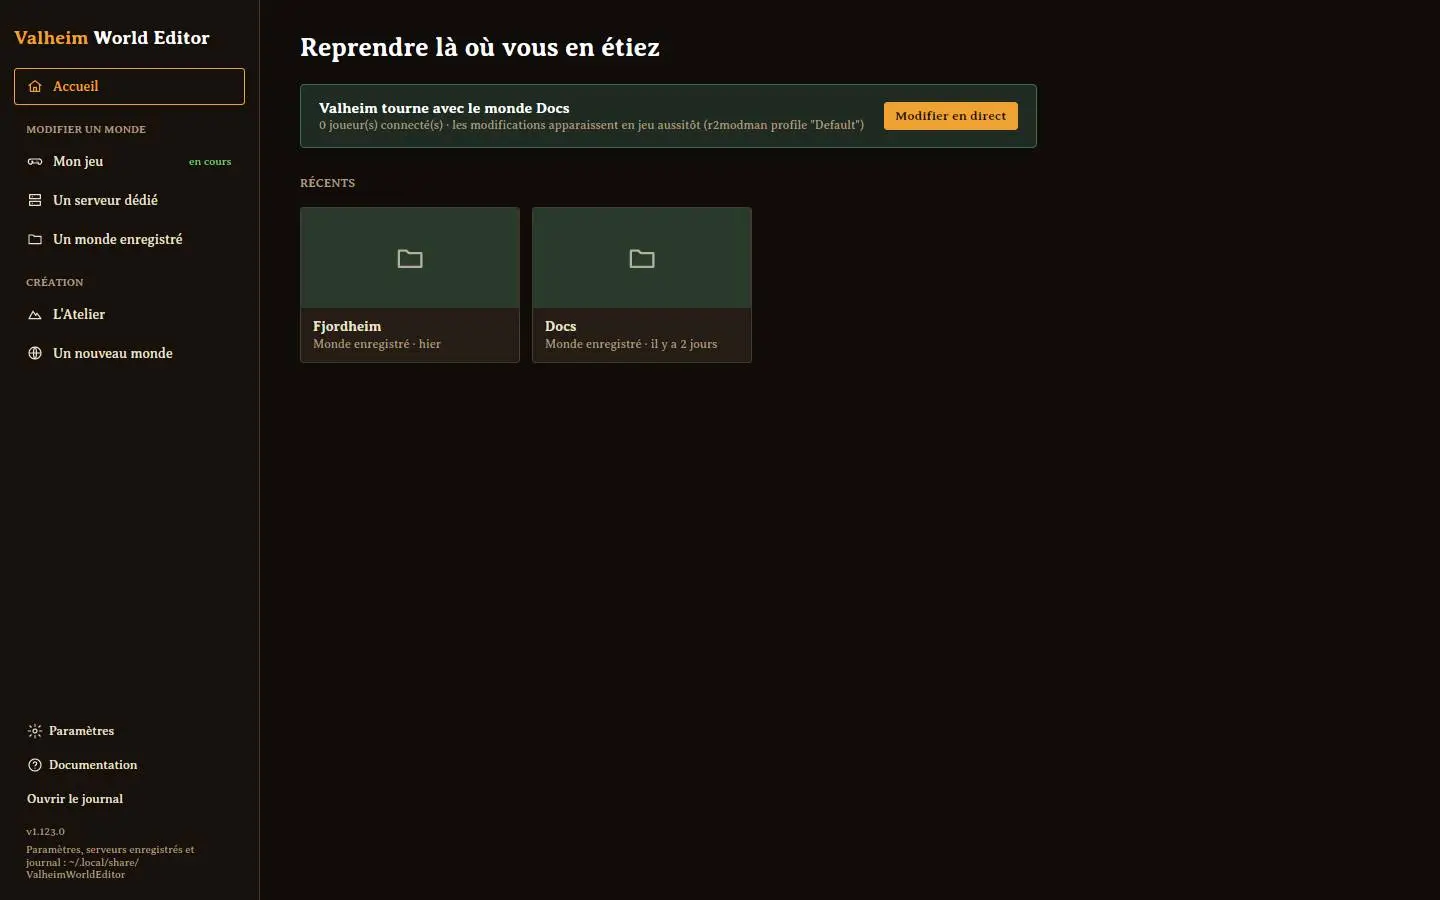 Valheim World Editor
Accueil
MODIFIER UN MONDE
Mon jeu
en cours
Un serveur dédié
Un monde enregistré
CRÉATION
L'Atelier
Un nouveau monde
Paramètres
Documentation
Ouvrir le journal
v1.123.0
Paramètres, serveurs enregistrés et
journal : ~/.local/share/
ValheimWorldEditor
Reprendre là où vous en étiez
Valheim tourne avec le monde Docs
0 joueur(s) connecté(s) · les modifications apparaissent en jeu aussitôt (r2modman profile "Default")
Modifier en direct
RÉCENTS
Fjordheim
Monde enregistré · hier
Docs
Monde enregistré · il y a 2 jours